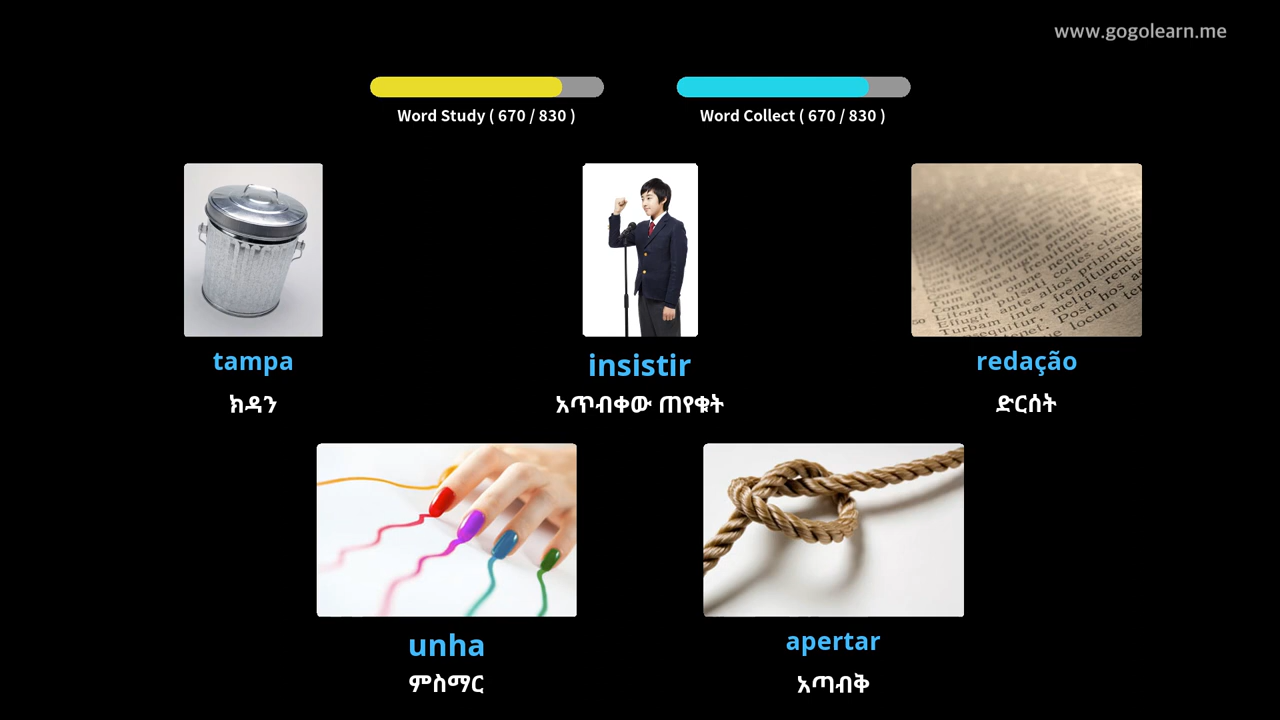 www.gogolearn.me
Word Study ( 670 / 830 )
Word Collect ( 670 / 830 )
tampa
ክዳን
insistir
አጥብቀው ጠየቁት
redação
ድርሰት
unha
ምስማር
apertar
አጣብቅ